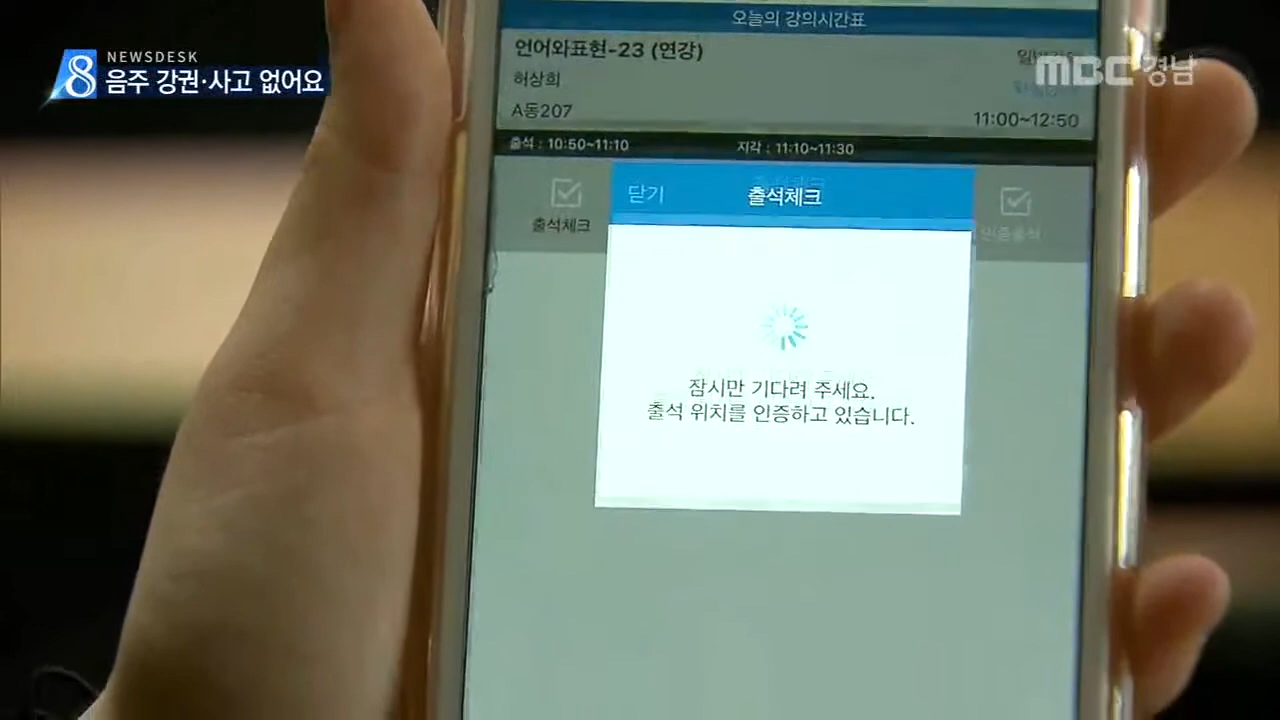 NEWSDESK
8 음주 강권·사고 없어요
MBC 경남
오늘의 강의시간표
언어와표현-23 (연강)
허상희
A동207
11:00~12:50
출석 : 10:50~11:10
지각 : 11:10~11:30
출석체크
닫기
출석체크
잠시만 기다려 주세요.
출석 위치를 인증하고 있습니다.